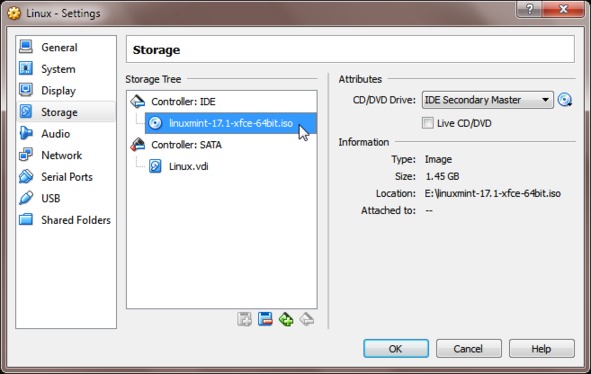 Linux - Settings
General
System
Display
Storage
Audio
Network
Serial Ports
USB
Shared Folders
Storage
Storage Tree
Controller: IDE
linuxmint-17.1-xfce-64bit.iso
Controller: SATA
Linux.vdi
Attributes
CD/DVD Drive: IDE Secondary Master
Live CD/DVD
Information
Type: Image
Size: 1.45 GB
Location: E:\linuxmint-17.1-xfce-64bit.iso
Attached to: --
OK Cancel Help